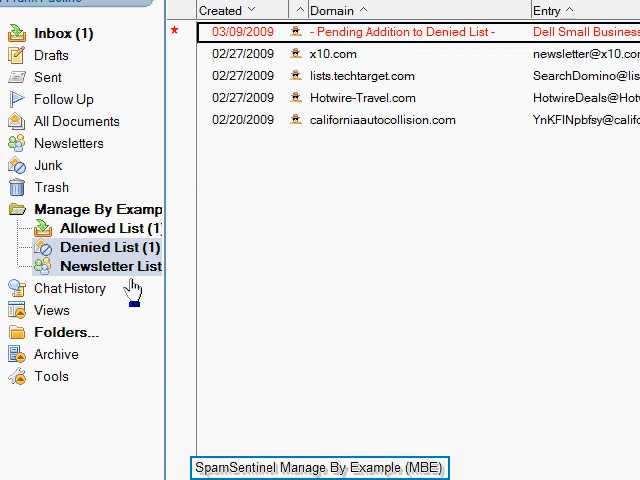 Inbox (1)
Drafts
Sent
Follow Up
All Documents
Newsletters
Junk
Trash
Manage By Examp
Allowed List (1)
Denied List (1)
Newsletter List
Chat History
Views
Folders...
Archive
Tools
Created Domain Entry
03/09/2009 - Pending Addition to Denied List - Dell Small Business
02/27/2009 x10.com newsletter@x10.com
02/27/2009 lists.techtarget.com SearchDomino@lis
02/27/2009 Hotwire-Travel.com HotwireDeals@Hot
02/20/2009 californiaautocollision.com
SpamSentinel Manage By Example (MBE)